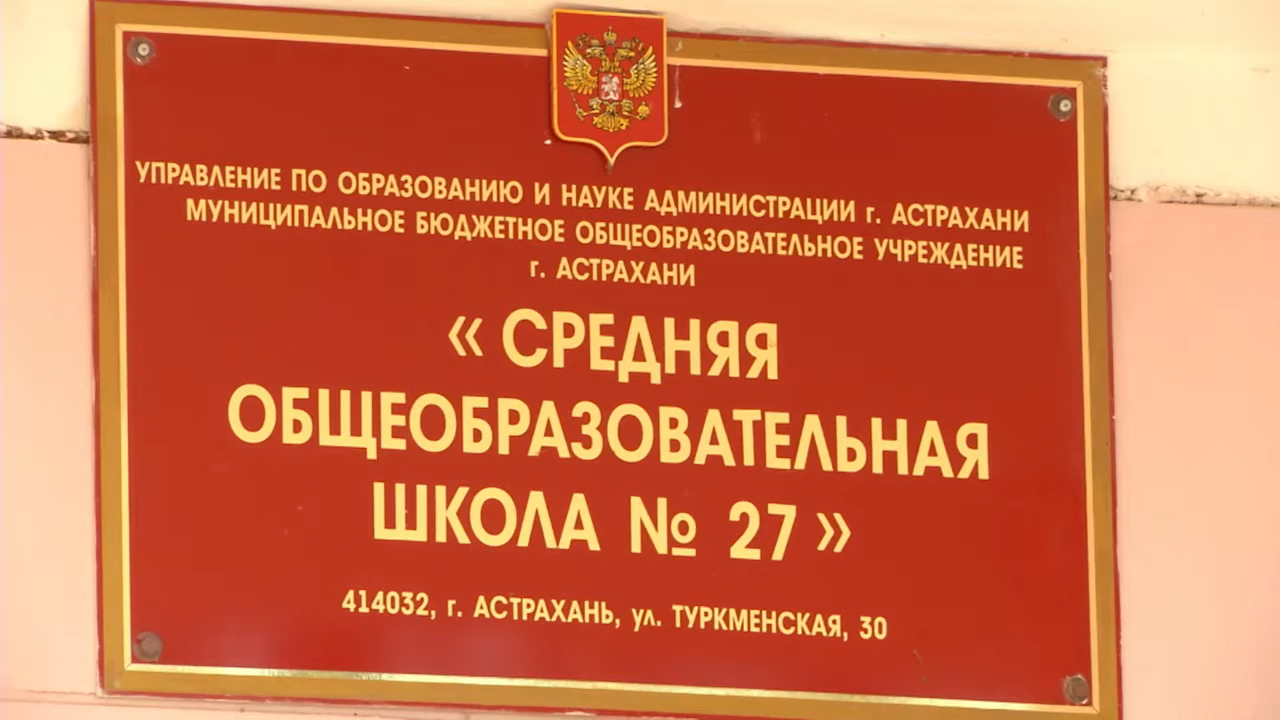 УПРАВЛЕНИЕ ПО ОБРАЗОВАНИЮ И НАУКЕ АДМИНИСТРАЦИИ г. АСТРАХАНИ
МУНИЦИПАЛЬНОЕ БЮДЖЕТНОЕ ОБЩЕОБРАЗОВАТЕЛЬНОЕ УЧРЕЖДЕНИЕ
г. АСТРАХАНИ
« СРЕДНЯЯ
ОБЩЕОБРАЗОВАТЕЛЬНАЯ
ШКОЛА № 27 »
414032, г. АСТРАХАНЬ, ул. ТУРКМЕНСКАЯ, 30